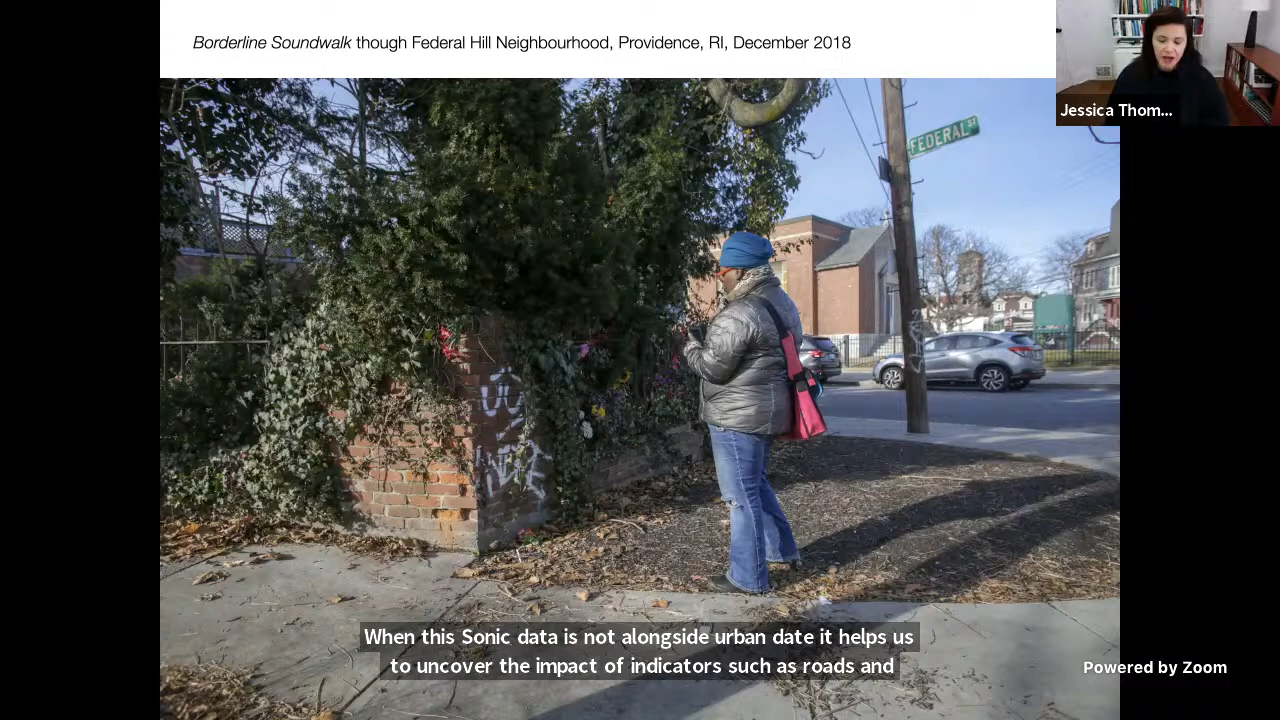 Borderline Soundwalk though Federal Hill Neighbourhood, Providence, RI, December 2018
Jessica Thom...
FEDERAL ST
When this Sonic data is not alongside urban date it helps us
to uncover the impact of indicators such as roads and
Powered by Zoom